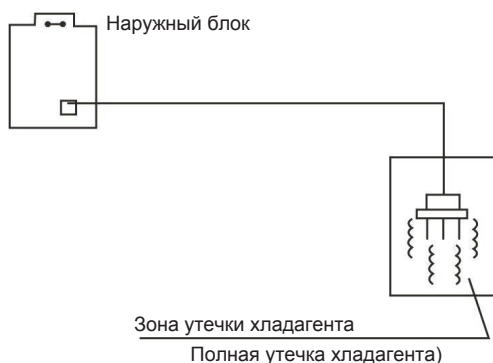 Наружный блок
Зона утечки хладагента
Полная утечка хладагента)